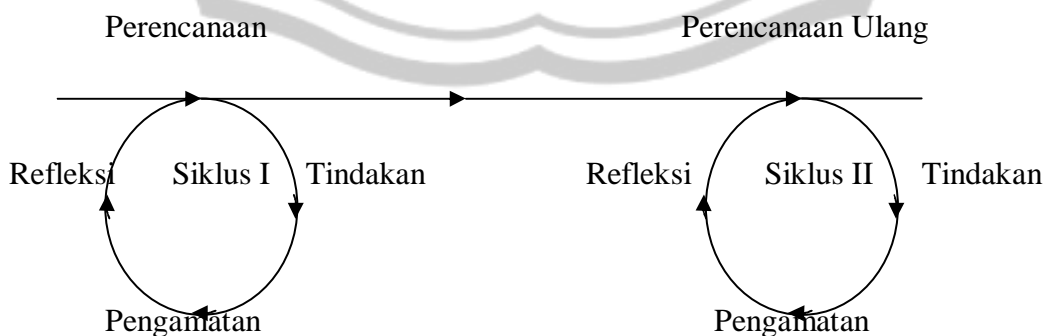 Perencanaan
Perencanaan Ulang
Refleksi
Siklus I
Tindakan
Refleksi
Siklus II
Tindakan
Pengamatan
Pengamatan